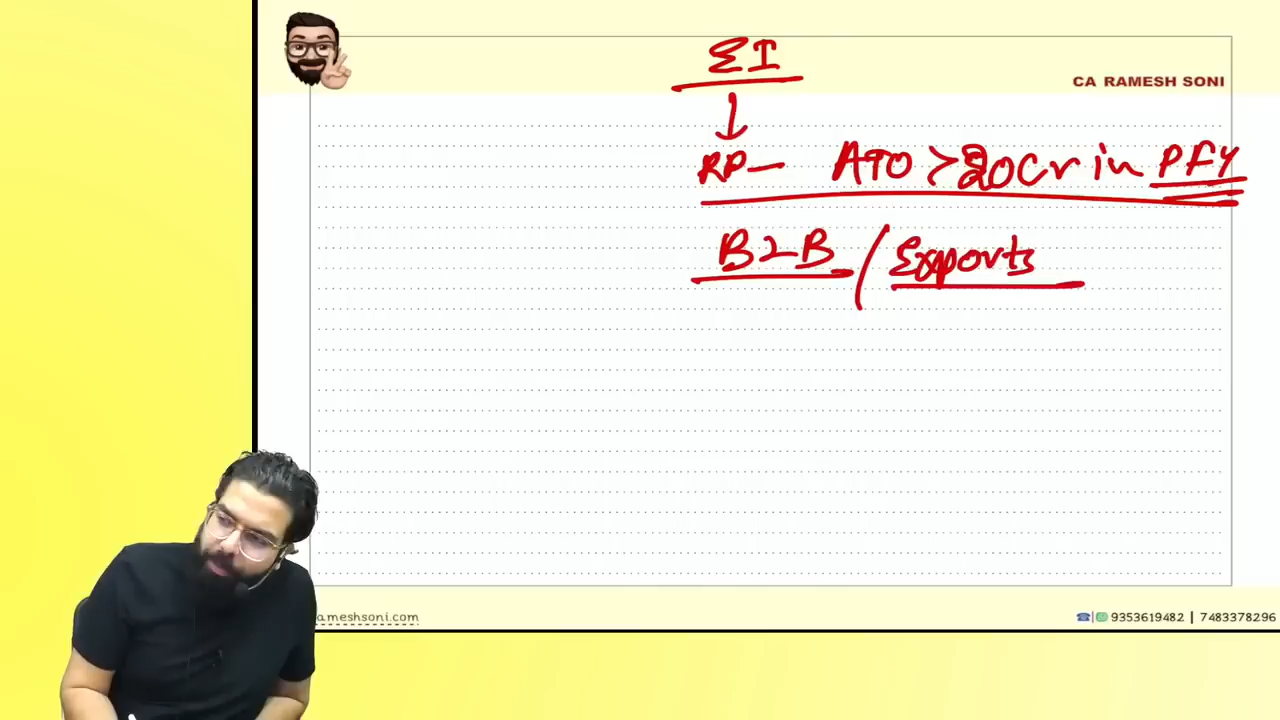 EI
CA RAMESH SONI
↓
RP - ATO > 20Cr in PFY
B2B / Exports
ameshsoni.com
9353619482 | 7483378296